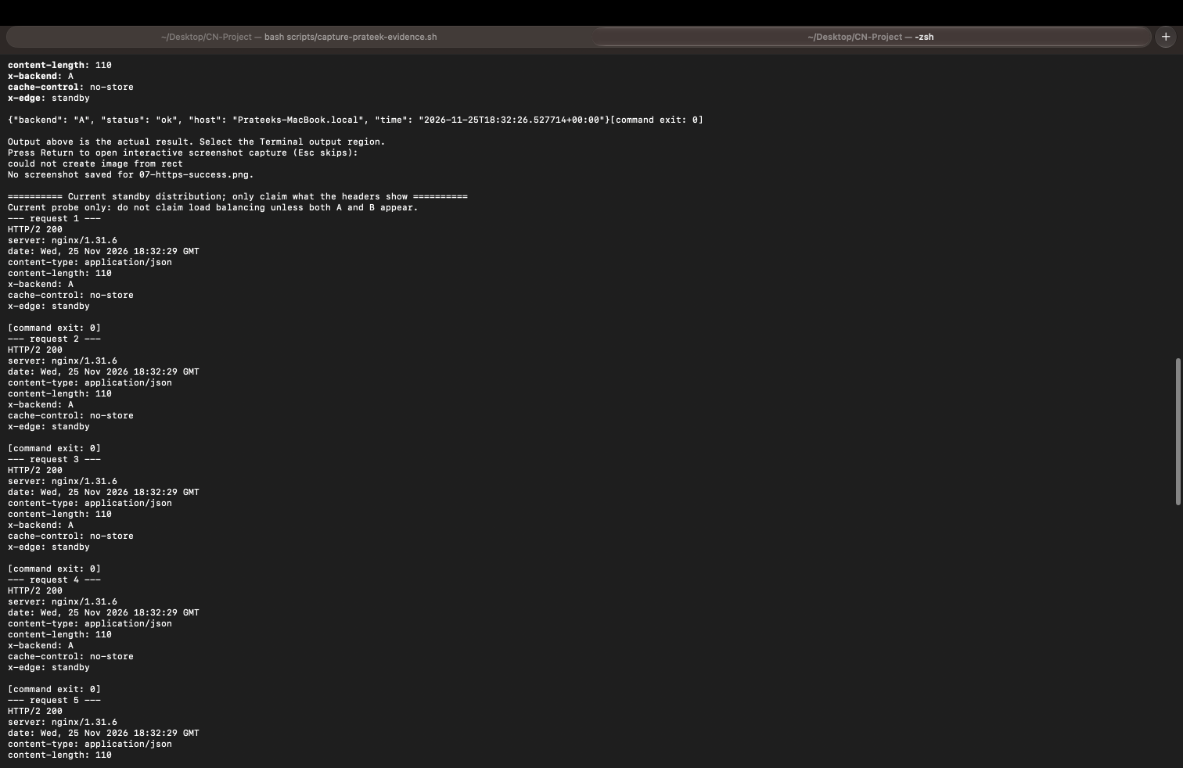 ~/Desktop/CN-Project — bash scripts/capture-prateek-evidence.sh
~/Desktop/CN-Project — -zsh
+
content-length: 110
x-backend: A
cache-control: no-store
x-edge: standby
{"backend": "A", "status": "ok", "host": "Prateeks-MacBook.local", "time": "2026-11-25T18:32:26.527714+00:00"}[command exit: 0]
Output above is the actual result. Select the Terminal output region.
Press Return to open interactive screenshot capture (Esc skips):
could not create image from rect
No screenshot saved for 07-https-success.png.
========== Current standby distribution; only claim what the headers show ==========
Current probe only: do not claim load balancing unless both A and B appear.
--- request 1 ---
HTTP/2 200
server: nginx/1.31.6
date: Wed, 25 Nov 2026 18:32:29 GMT
content-type: application/json
content-length: 110
x-backend: A
cache-control: no-store
x-edge: standby
[command exit: 0]
--- request 2 ---
HTTP/2 200
server: nginx/1.31.6
date: Wed, 25 Nov 2026 18:32:29 GMT
content-type: application/json
content-length: 110
x-backend: A
cache-control: no-store
x-edge: standby
[command exit: 0]
--- request 3 ---
HTTP/2 200
server: nginx/1.31.6
date: Wed, 25 Nov 2026 18:32:29 GMT
content-type: application/json
content-length: 110
x-backend: A
cache-control: no-store
x-edge: standby
[command exit: 0]
--- request 4 ---
HTTP/2 200
server: nginx/1.31.6
date: Wed, 25 Nov 2026 18:32:29 GMT
content-type: application/json
content-length: 110
x-backend: A
cache-control: no-store
x-edge: standby
[command exit: 0]
--- request 5 ---
HTTP/2 200
server: nginx/1.31.6
date: Wed, 25 Nov 2026 18:32:29 GMT
content-type: application/json
content-length: 110